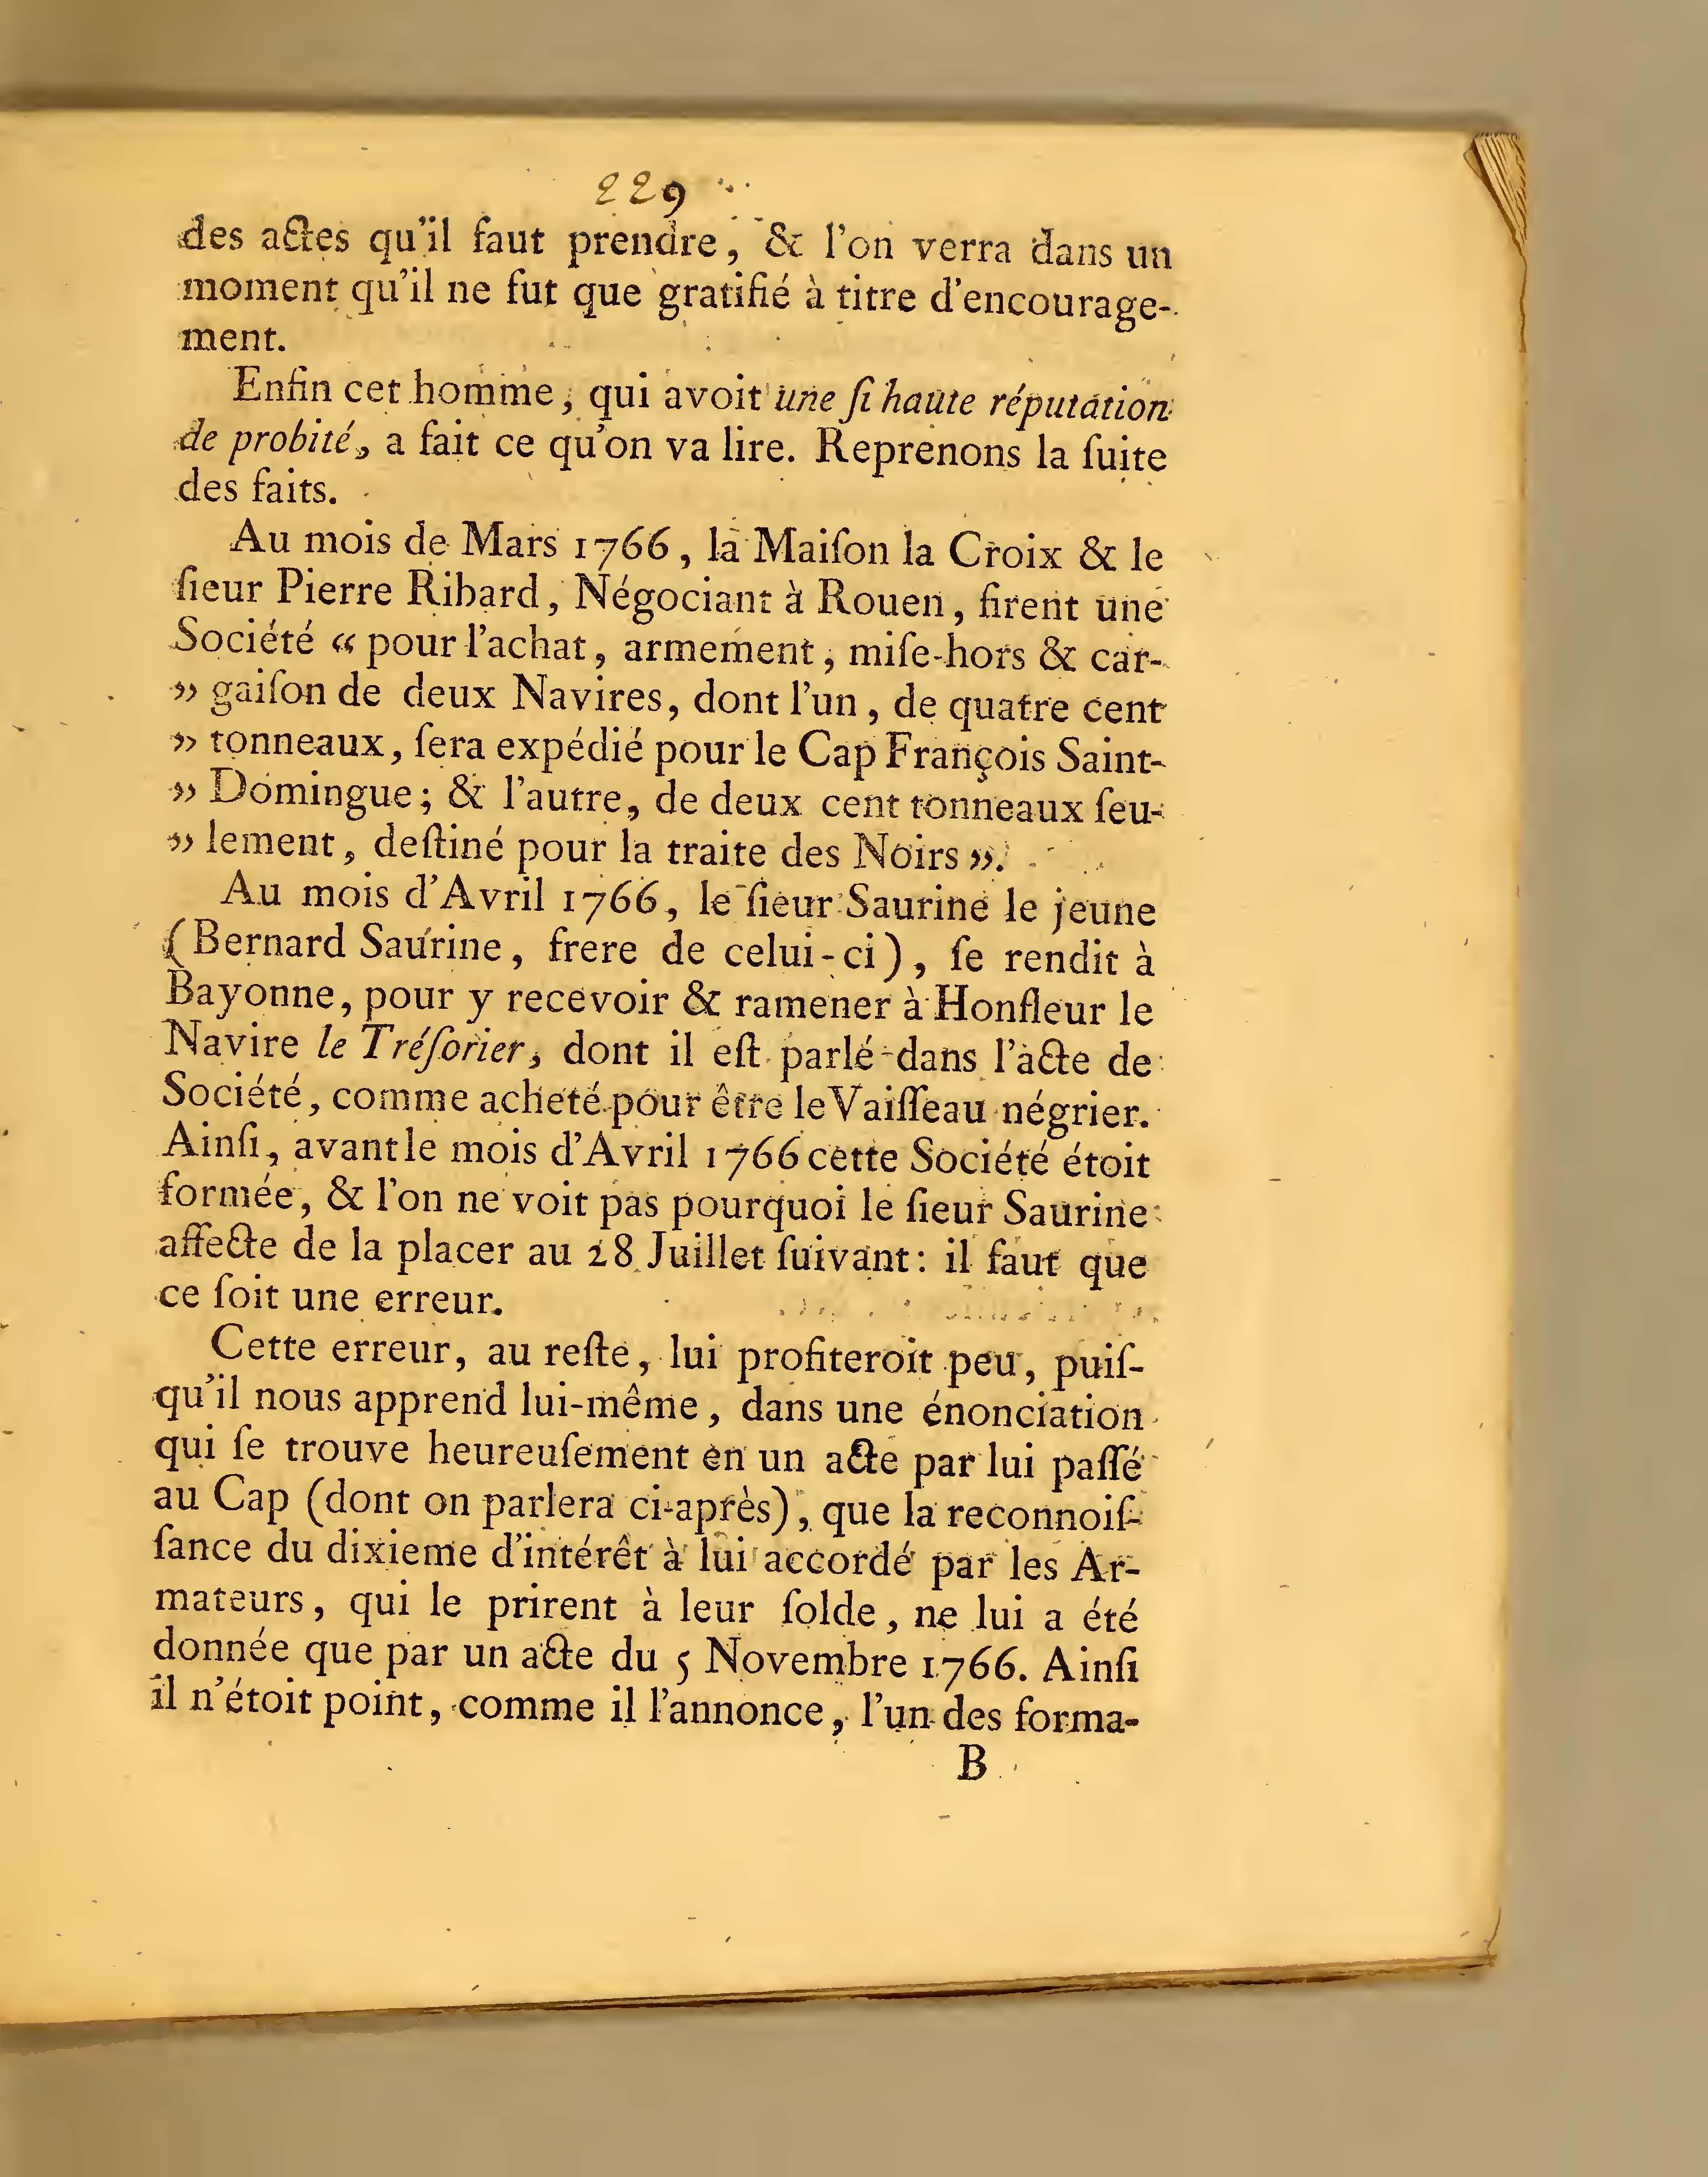 229
des actes qu'il faut prendre, & l'on verra dans un
moment qu'il ne fut que gratifié à titre d'encourage-
ment.
Enfin cet homme, qui avoit une ſi haute réputation
de probité, a fait ce qu'on va lire. Reprenons la ſuite
des faits.
Au mois de Mars 1766, la Maiſon la Croix & le
ſieur Pierre Ribard, Négociant à Rouen, firent une
Société « pour l'achat, armement, miſe-hors & car-
» gaiſon de deux Navires, dont l'un, de quatre cent
» tonneaux, ſera expédié pour le Cap François Saint-
» Domingue; & l'autre, de deux cent tonneaux ſeu-
» lement, deſtiné pour la traite des Noirs ».
Au mois d'Avril 1766, le ſieur Saurine le jeune
(Bernard Saurine, frere de celui-ci), ſe rendit à
Bayonne, pour y recevoir & ramener à Honfleur le
Navire le Tréſorier, dont il eſt parlé dans l'acte de
Société, comme acheté pour être le Vaiſſeau négrier.
Ainſi, avant le mois d'Avril 1766 cette Société étoit
formée, & l'on ne voit pas pourquoi le ſieur Saurine
affecte de la placer au 28 Juillet ſuivant: il faut que
ce ſoit une erreur.
Cette erreur, au reſte, lui profiteroit peu, puiſ-
qu'il nous apprend lui-même, dans une énonciation
qui ſe trouve heureuſement en un acte par lui paſſé
au Cap (dont on parlera ci-après), que la reconnoiſ-
ſance du dixieme d'intérêt à lui accordé par les Ar-
mateurs, qui le prirent à leur ſolde, ne lui a été
donnée que par un acte du 5 Novembre 1766. Ainſi
il n'étoit point, comme il l'annonce, l'un des forma-
B